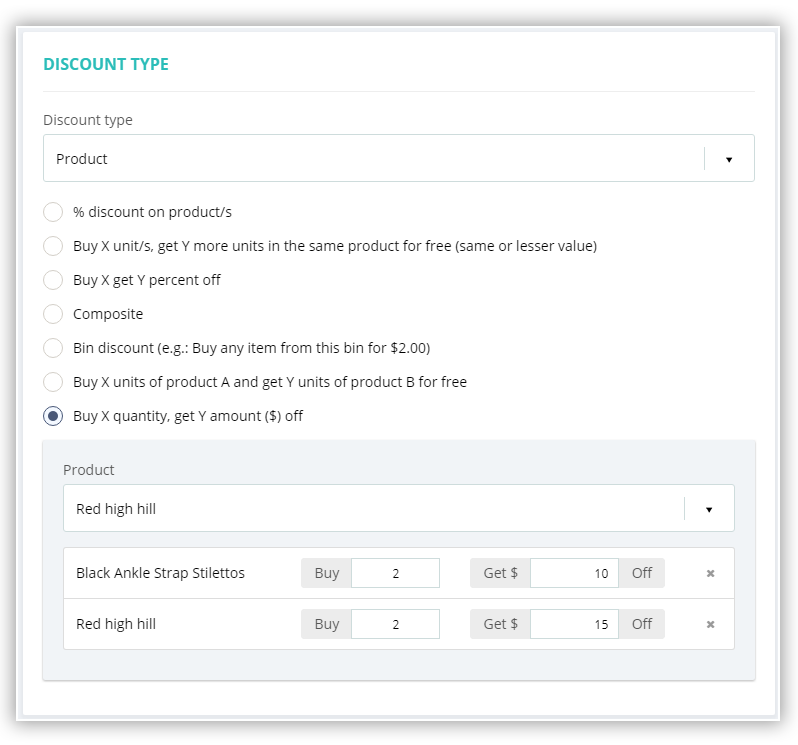 DISCOUNT TYPE
Discount type
Product
% discount on product/s
Buy X unit/s, get Y more units in the same product for free (same or lesser value)
Buy X get Y percent off
Composite
Bin discount (e.g.: Buy any item from this bin for $2.00)
Buy X units of product A and get Y units of product B for free
Buy X quantity, get Y amount ($) off
Product
Red high hill
Black Ankle Strap Stilettos Buy 2 Get $ 10 Off
Red high hill Buy 2 Get $ 15 Off